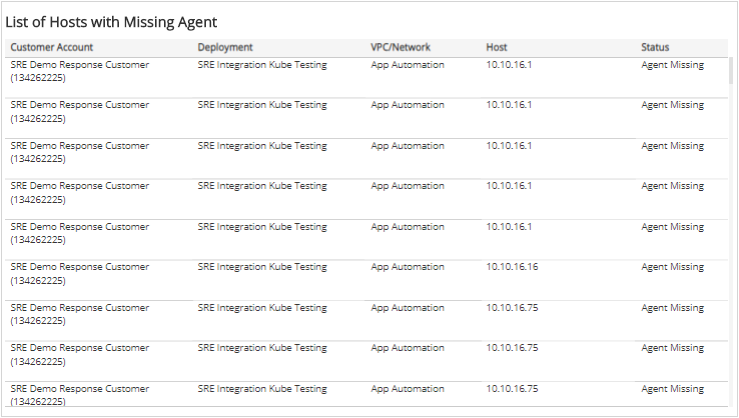 List of Hosts with Missing Agent
Customer Account Deployment VPC/Network Host Status
SRE Demo Response Customer SRE Integration Kube Testing App Automation 10.10.16.1 Agent Missing
(134262225)
SRE Demo Response Customer SRE Integration Kube Testing App Automation 10.10.16.1 Agent Missing
(134262225)
SRE Demo Response Customer SRE Integration Kube Testing App Automation 10.10.16.1 Agent Missing
(134262225)
SRE Demo Response Customer SRE Integration Kube Testing App Automation 10.10.16.1 Agent Missing
(134262225)
SRE Demo Response Customer SRE Integration Kube Testing App Automation 10.10.16.1 Agent Missing
(134262225)
SRE Demo Response Customer SRE Integration Kube Testing App Automation 10.10.16.16 Agent Missing
(134262225)
SRE Demo Response Customer SRE Integration Kube Testing App Automation 10.10.16.75 Agent Missing
(134262225)
SRE Demo Response Customer SRE Integration Kube Testing App Automation 10.10.16.75 Agent Missing
(134262225)
SRE Demo Response Customer SRE Integration Kube Testing App Automation 10.10.16.75 Agent Missing
(134262225)